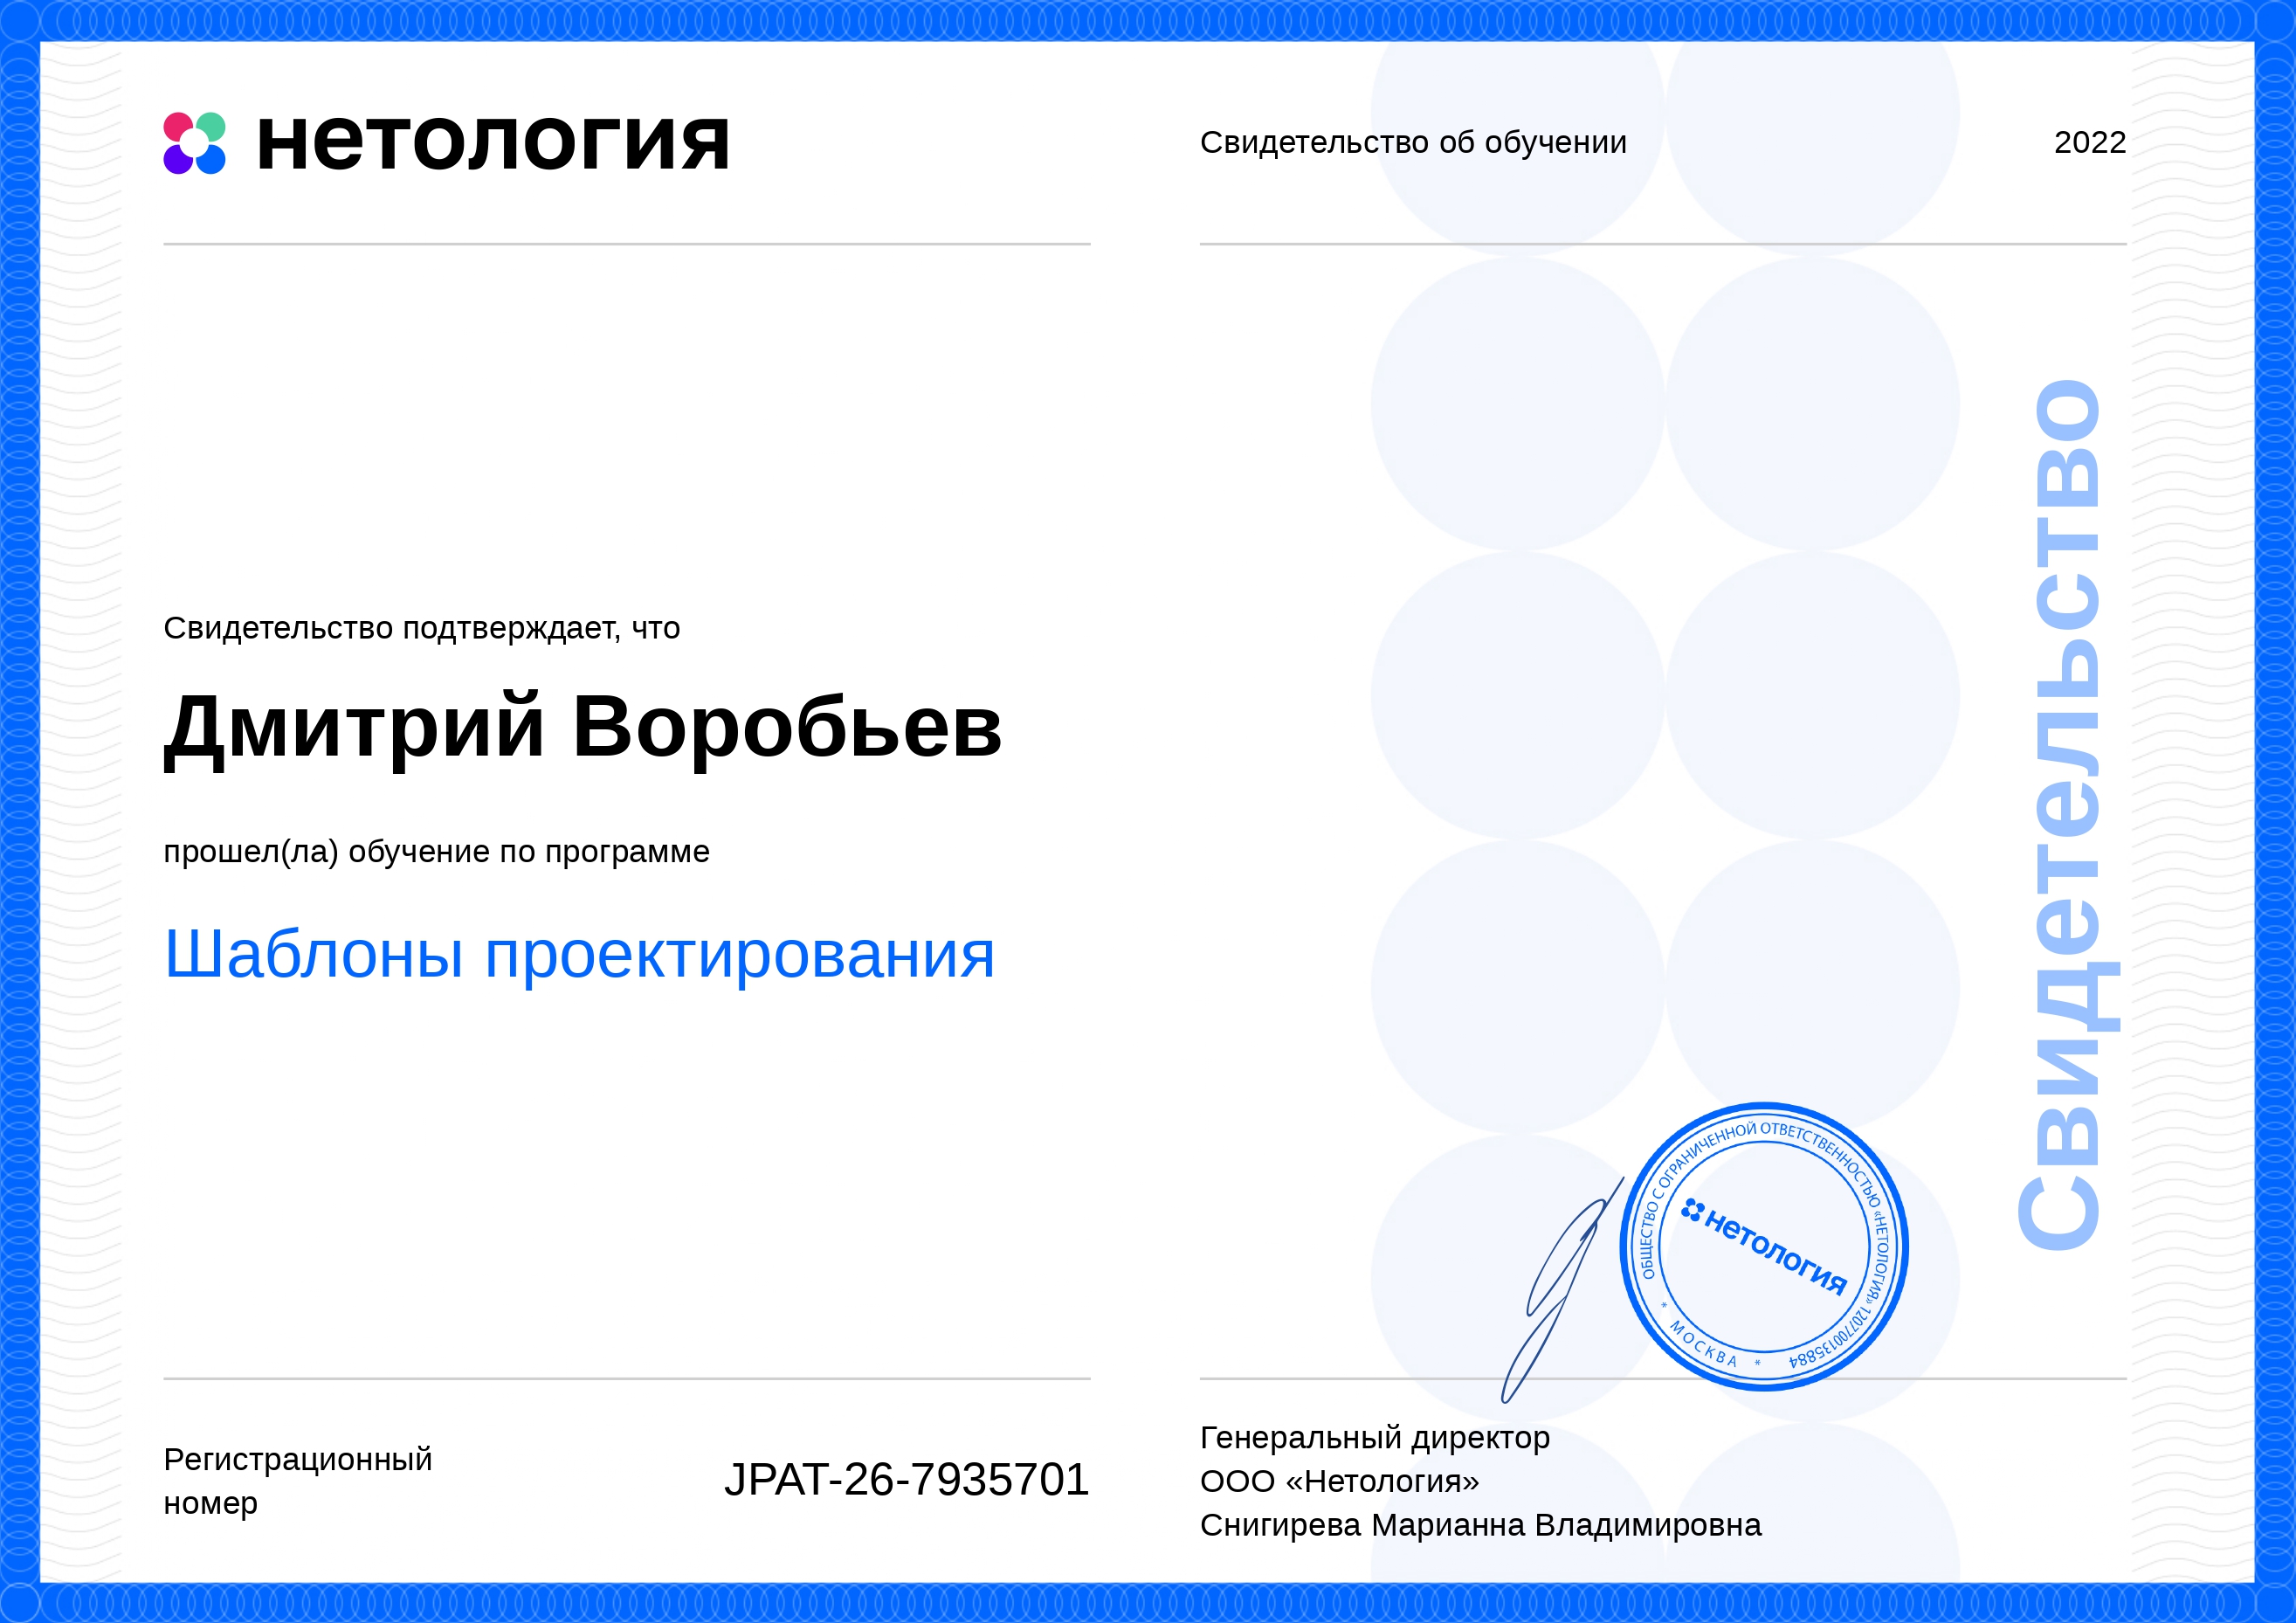 нетология
Свидетельство об обучении
2022
Свидетельство подтверждает, что
Дмитрий Воробьев
прошел(ла) обучение по программе
Шаблоны проектирования
Свидетельство
ОБЩЕСТВО С ОГРАНИЧЕННОЙ ОТВЕТСТВЕННОСТЬЮ «НЕТОЛОГИЯ» 1207700135884
* МОСКВА *
нетология
Регистрационный
номер
JPAT-26-7935701
Генеральный директор
ООО «Нетология»
Снигирева Марианна Владимировна